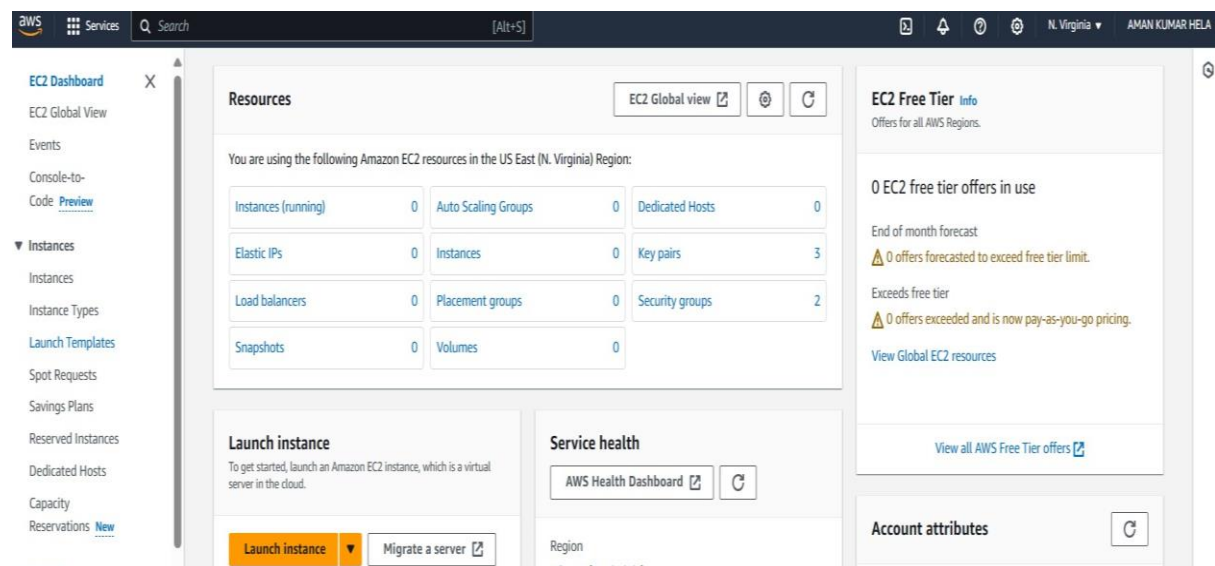 aws Services Search [Alt+S] N. Virginia AMAN KUMAR HELA
EC2 Dashboard
EC2 Global View
Events
Console-to-
Code Preview
Instances
Instances
Instance Types
Launch Templates
Spot Requests
Savings Plans
Reserved Instances
Dedicated Hosts
Capacity
Reservations New
Resources
EC2 Global view
You are using the following Amazon EC2 resources in the US East (N. Virginia) Region:
Instances (running) 0 Auto Scaling Groups 0 Dedicated Hosts 0
Elastic IPs 0 Instances 0 Key pairs 3
Load balancers 0 Placement groups 0 Security groups 2
Snapshots 0 Volumes 0
Launch instance
To get started, launch an Amazon EC2 instance, which is a virtual
server in the cloud.
Launch instance Migrate a server
Service health
AWS Health Dashboard
Region
EC2 Free Tier Info
Offers for all AWS Regions.
0 EC2 free tier offers in use
End of month forecast
0 offers forecasted to exceed free tier limit.
Exceeds free tier
0 offers exceeded and is now pay-as-you-go pricing.
View Global EC2 resources
View all AWS Free Tier offers
Account attributes